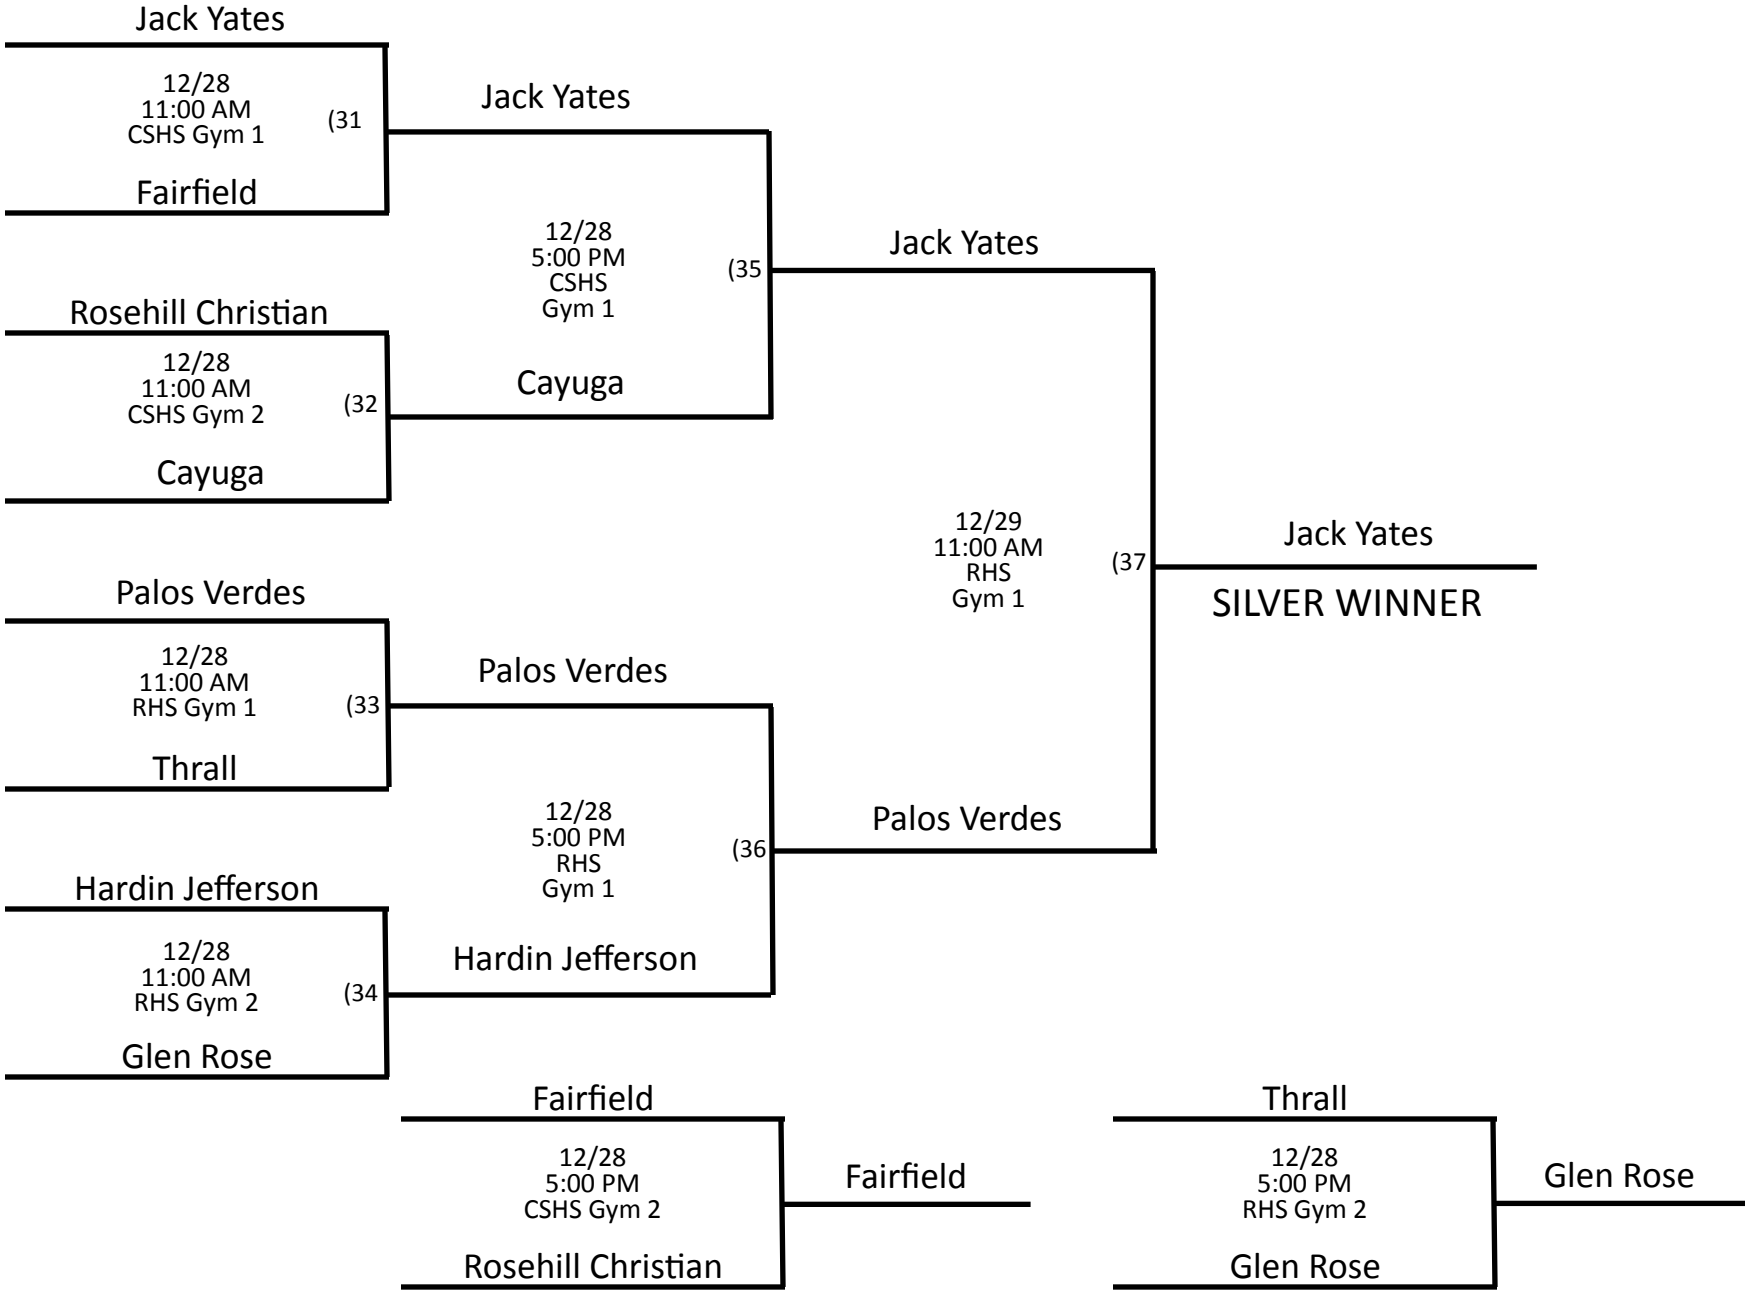 Jack Yates
12/28
11:00 AM
CSHS Gym 1
(31
Fairfield
Jack Yates
Rosehill Christian
12/28
11:00 AM
CSHS Gym 2
(32
Cayuga
12/28
5:00 PM
CSHS
Gym 1
(35
Cayuga
Jack Yates
Palos Verdes
12/28
11:00 AM
RHS Gym 1
(33
Thrall
Palos Verdes
Hardin Jefferson
12/28
11:00 AM
RHS Gym 2
(34
Glen Rose
12/28
5:00 PM
RHS
Gym 1
(36
Hardin Jefferson
Palos Verdes
12/29
11:00 AM
RHS
Gym 1
(37
Jack Yates
SILVER WINNER
Fairfield
12/28
5:00 PM
CSHS Gym 2
Rosehill Christian
Fairfield
Thrall
12/28
5:00 PM
RHS Gym 2
Glen Rose
Glen Rose